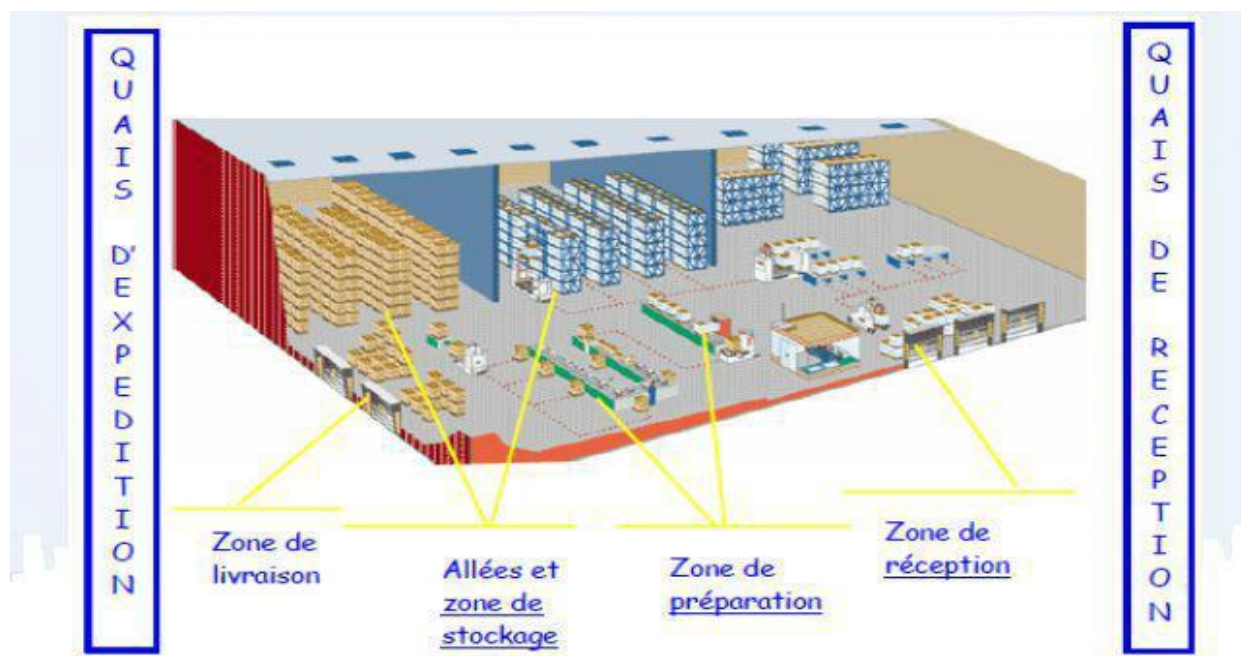 QUAIS D'EXPEDITION
Zone de
livraison
Allées et
zone de
stockage
Zone de
préparation
Zone de
réception
QUAIS DE RECEPTION